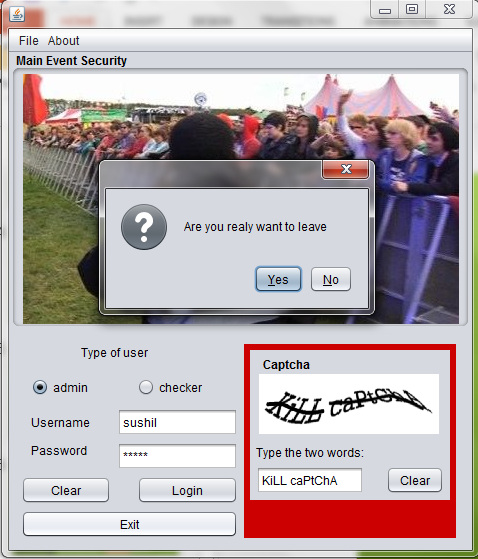 File About
Main Event Security
Are you realy want to leave
Yes No
Type of user
admin checker
Username sushil
Password *****
Clear Login
Exit
Captcha
KiLL caPtChA
Type the two words:
KiLL caPtChA Clear